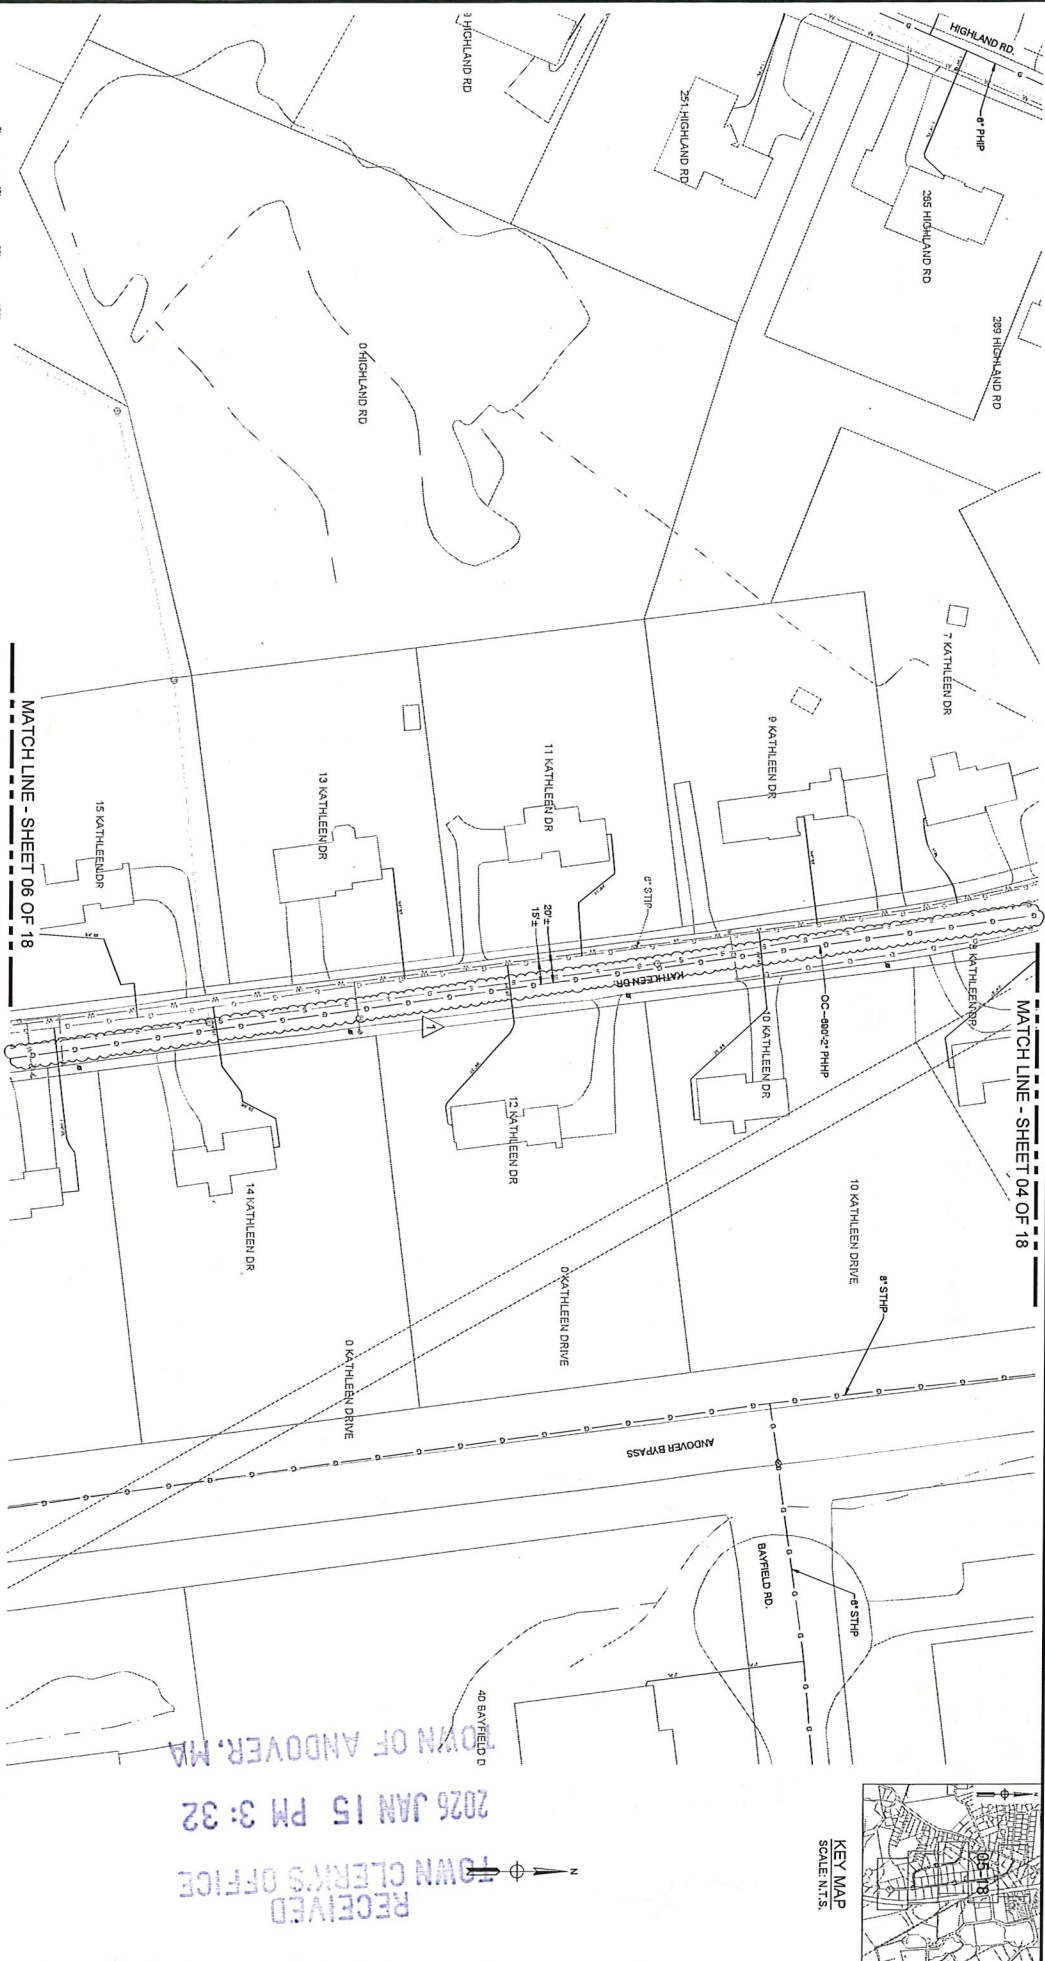 HIGHLAND RD.
6" PHIP
251 HIGHLAND RD
265 HIGHLAND RD
269 HIGHLAND RD
HIGHLAND RD
0 HIGHLAND RD
7 KATHLEEN DR
9 KATHLEEN DR
11 KATHLEEN DR
13 KATHLEEN DR
15 KATHLEEN DR
6" STIP
20'±
15'±
KATHLEEN DR.
OC-690'-2" PHHP
KATHLEEN DR
10 KATHLEEN DR
12 KATHLEEN DR
14 KATHLEEN DR
1
MATCH LINE - SHEET 04 OF 18
MATCH LINE - SHEET 06 OF 18
10 KATHLEEN DRIVE
0 KATHLEEN DRIVE
0 KATHLEEN DRIVE
8" STHP
ANDOVER BYPASS
BAYFIELD RD.
6" STHP
40 BAYFIELD D
RECEIVED
TOWN CLERK'S OFFICE
2026 JAN 15 PM 3:32
TOWN OF ANDOVER, MA
N
KEY MAP
SCALE: N.T.S.
05-18